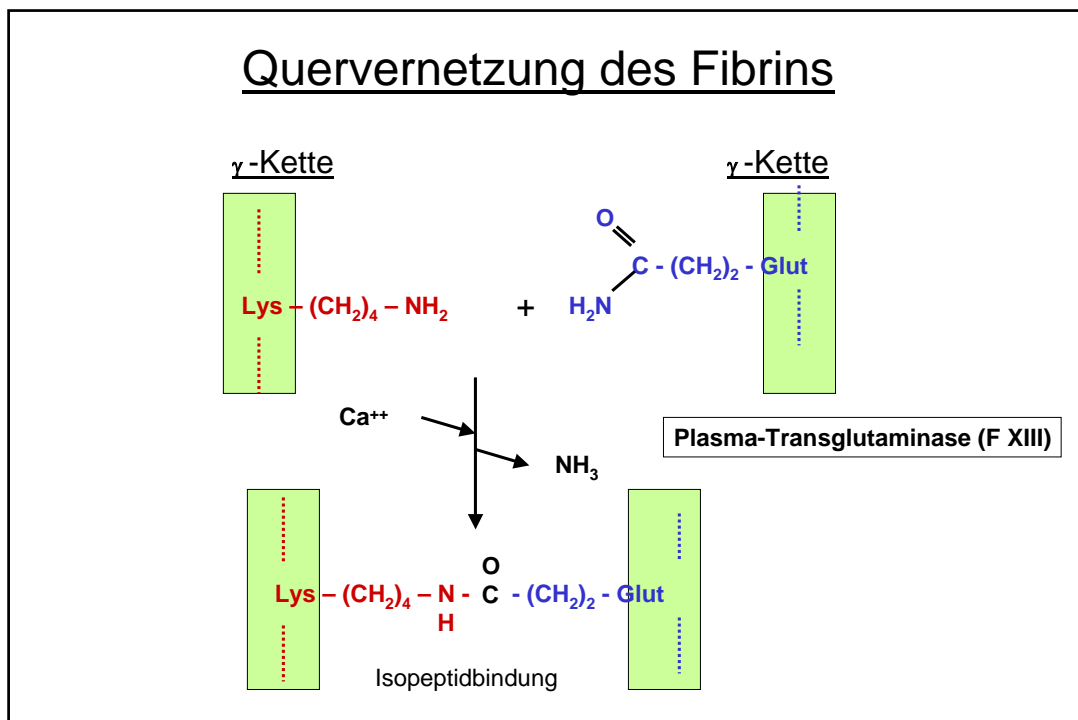 Quervernetzung des Fibrins
γ -Kette
γ -Kette
O
C - (CH₂)₂ - Glut
Lys – (CH₂)₄ – NH₂ + H₂N
Ca⁺⁺
Plasma-Transglutaminase (F XIII)
NH₃
O
Lys – (CH₂)₄ – N - C - (CH₂)₂ - Glut
H
Isopeptidbindung